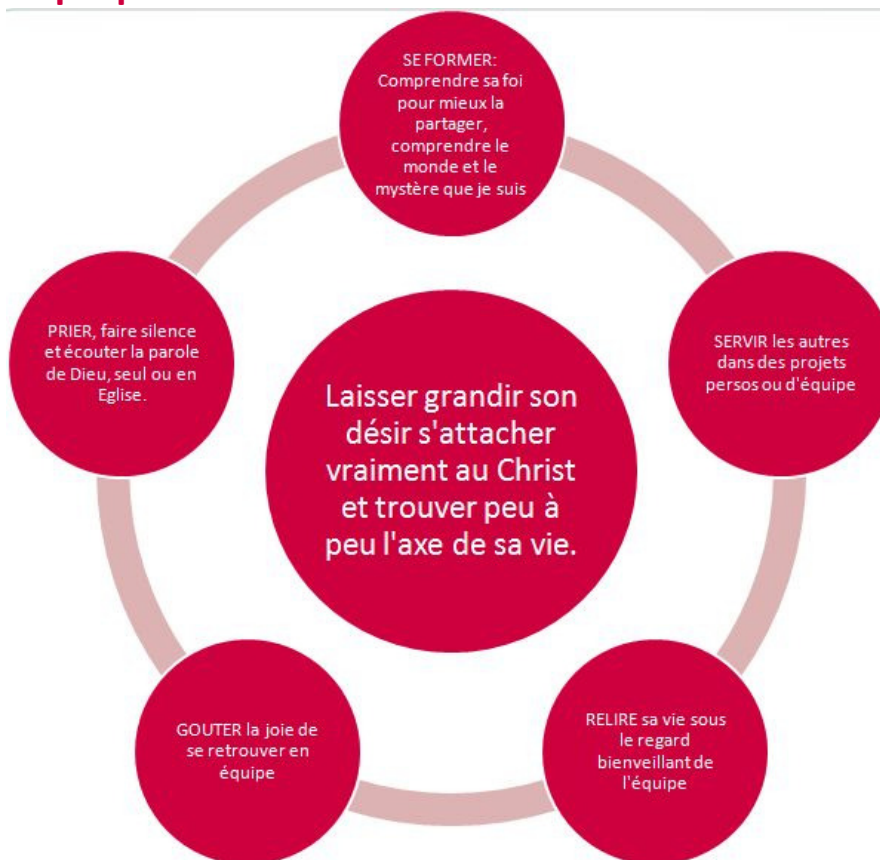 SE FORMER:
Comprendre sa foi
pour mieux la
partager,
comprendre le
monde et le
mystère que je suis
PRIER, faire silence
et écouter la parole
de Dieu, seul ou en
Eglise.
SERVIR les autres
dans des projets
persos ou d'équipe
Laisser grandir son
désir s'attacher
vraiment au Christ
et trouver peu à
peu l'axe de sa vie.
GOUTER la joie de
se retrouver en
équipe
RELIRE sa vie sous
le regard
bienveillant de
l'équipe